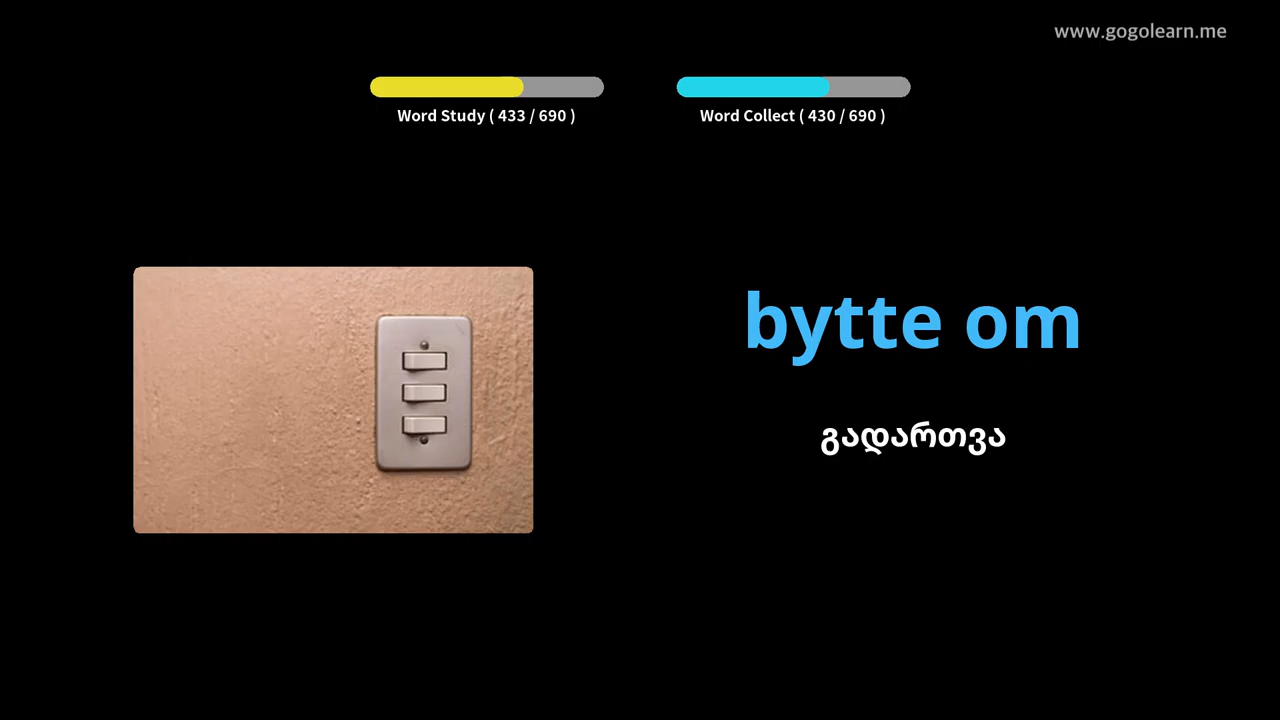 www.gogolearn.me
Word Study ( 433 / 690 )
Word Collect ( 430 / 690 )
bytte om
გადართვა